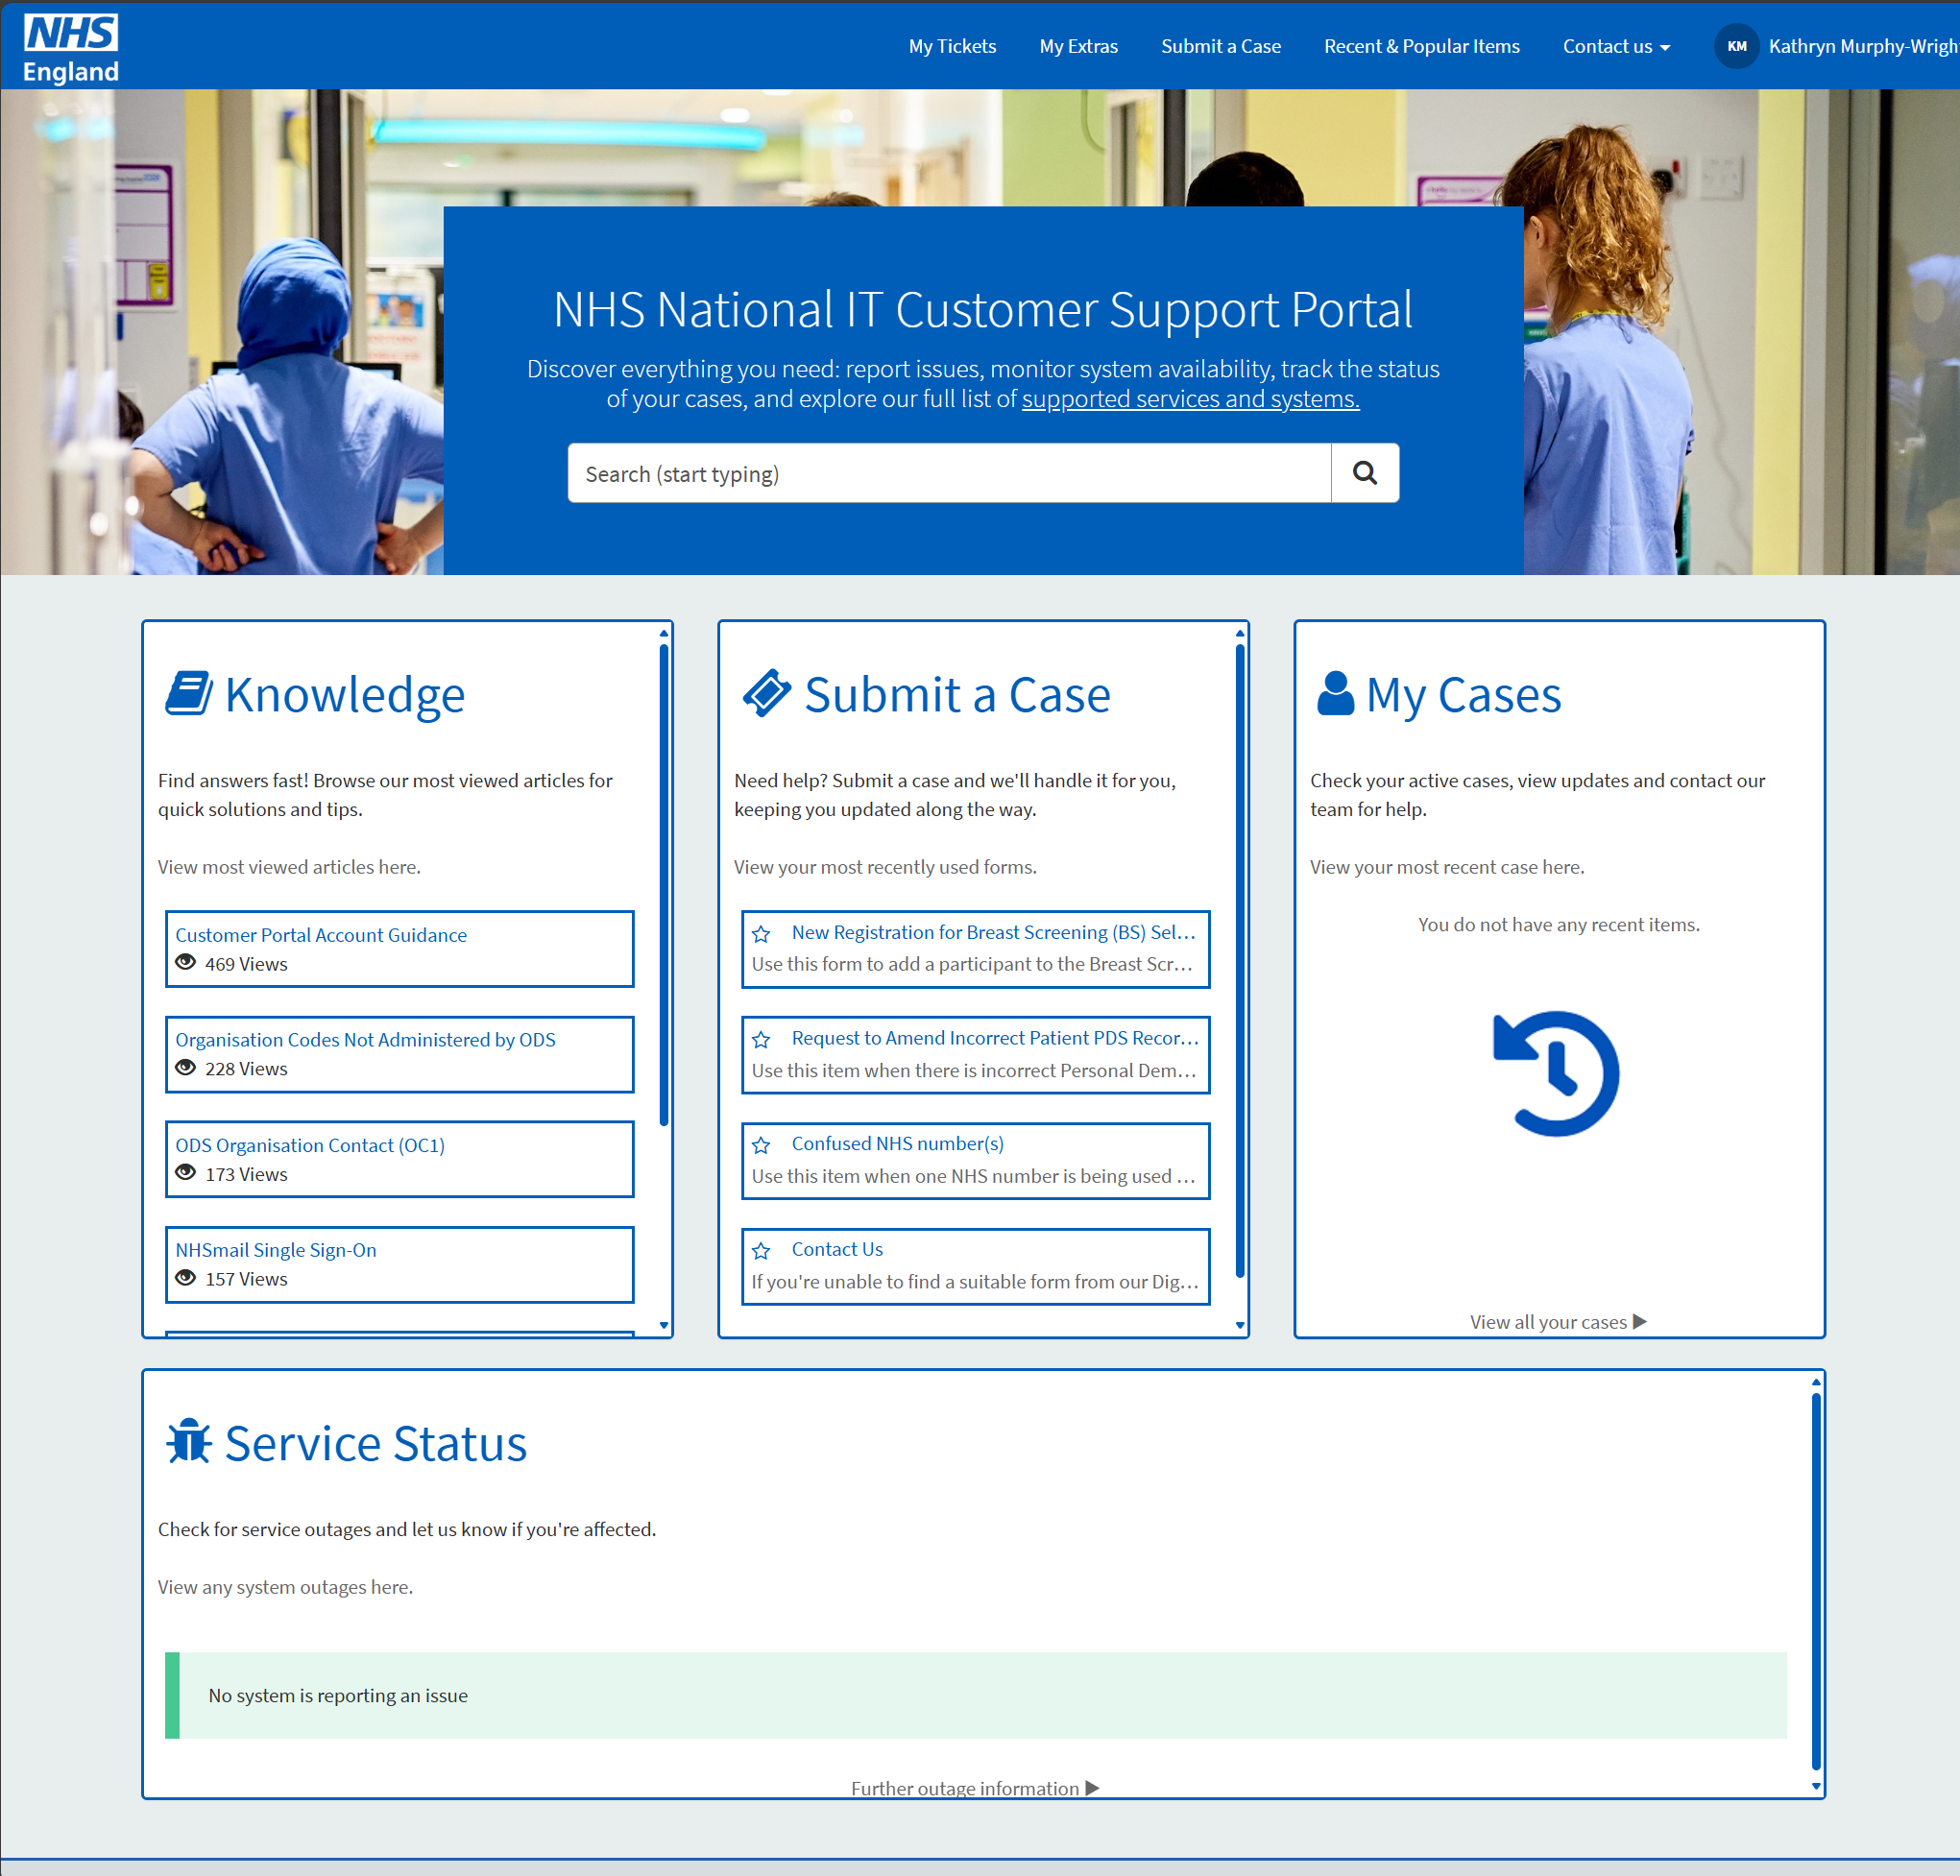 NHS
England
My Tickets
My Extras
Submit a Case
Recent & Popular Items
Contact us
KM
Kathryn Murphy-Wrigh
NHS National IT Customer Support Portal
Discover everything you need: report issues, monitor system availability, track the status
of your cases, and explore our full list of supported services and systems.
Search (start typing)
Knowledge
Find answers fast! Browse our most viewed articles for
quick solutions and tips.
View most viewed articles here.
Customer Portal Account Guidance
469 Views
Organisation Codes Not Administered by ODS
228 Views
ODS Organisation Contact (OC1)
173 Views
NHSmail Single Sign-On
157 Views
Submit a Case
Need help? Submit a case and we'll handle it for you,
keeping you updated along the way.
View your most recently used forms.
New Registration for Breast Screening (BS) Sel...
Use this form to add a participant to the Breast Scr...
Request to Amend Incorrect Patient PDS Recor...
Use this item when there is incorrect Personal Dem...
Confused NHS number(s)
Use this item when one NHS number is being used ...
Contact Us
If you're unable to find a suitable form from our Dig...
My Cases
Check your active cases, view updates and contact our
team for help.
View your most recent case here.
You do not have any recent items.
View all your cases
Service Status
Check for service outages and let us know if you're affected.
View any system outages here.
No system is reporting an issue
Further outage information